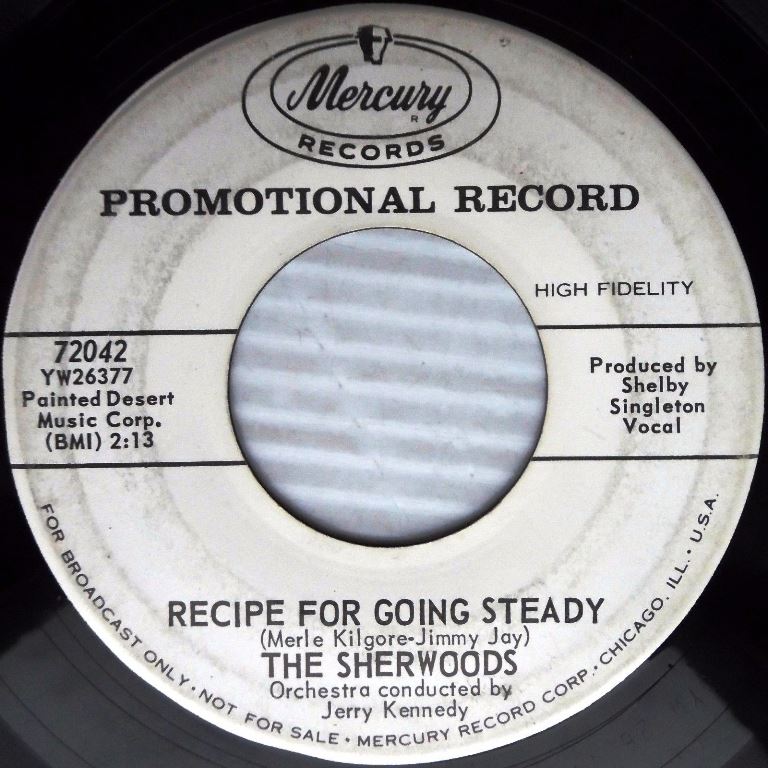 Mercury
R
RECORDS
PROMOTIONAL RECORD
HIGH FIDELITY
72042
YW26377
Painted Desert
Music Corp.
(BMI) 2:13
Produced by
Shelby
Singleton
Vocal
RECIPE FOR GOING STEADY
(Merle Kilgore-Jimmy Jay)
THE SHERWOODS
Orchestra conducted by
Jerry Kennedy
FOR BROADCAST ONLY • NOT FOR SALE • MERCURY RECORD CORP. • CHICAGO, ILL. • U.S.A.